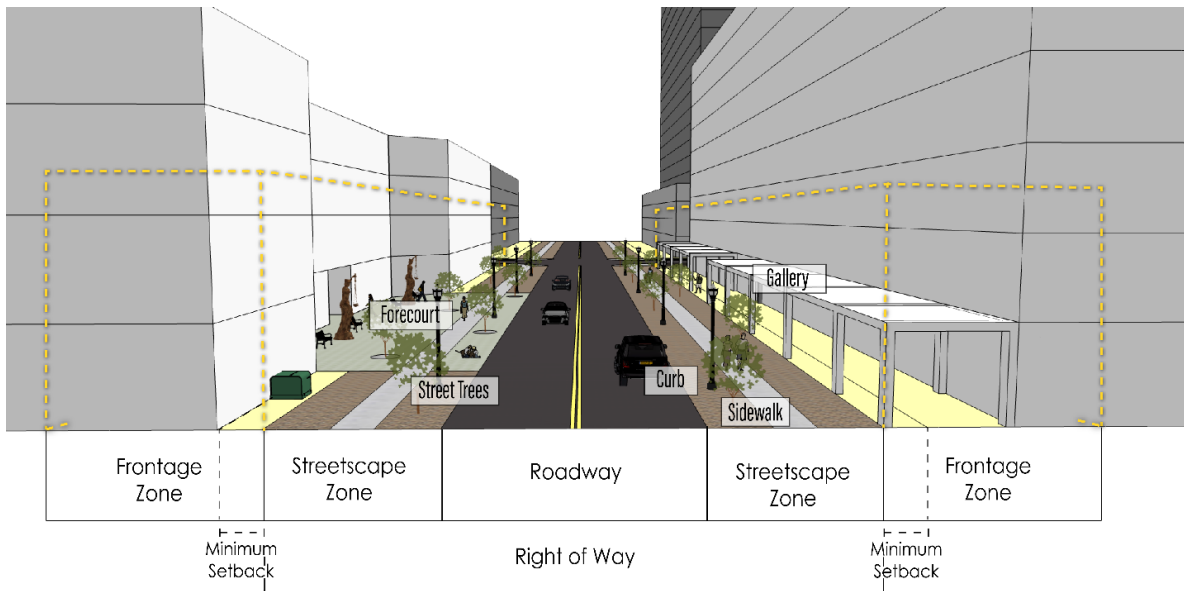 Gallery
Forecourt
Curb
Street Trees
Sidewalk
Frontage
Zone
Streetscape
Zone
Roadway
Streetscape
Zone
Frontage
Zone
Minimum
Setback
Right of Way
Minimum
Setback